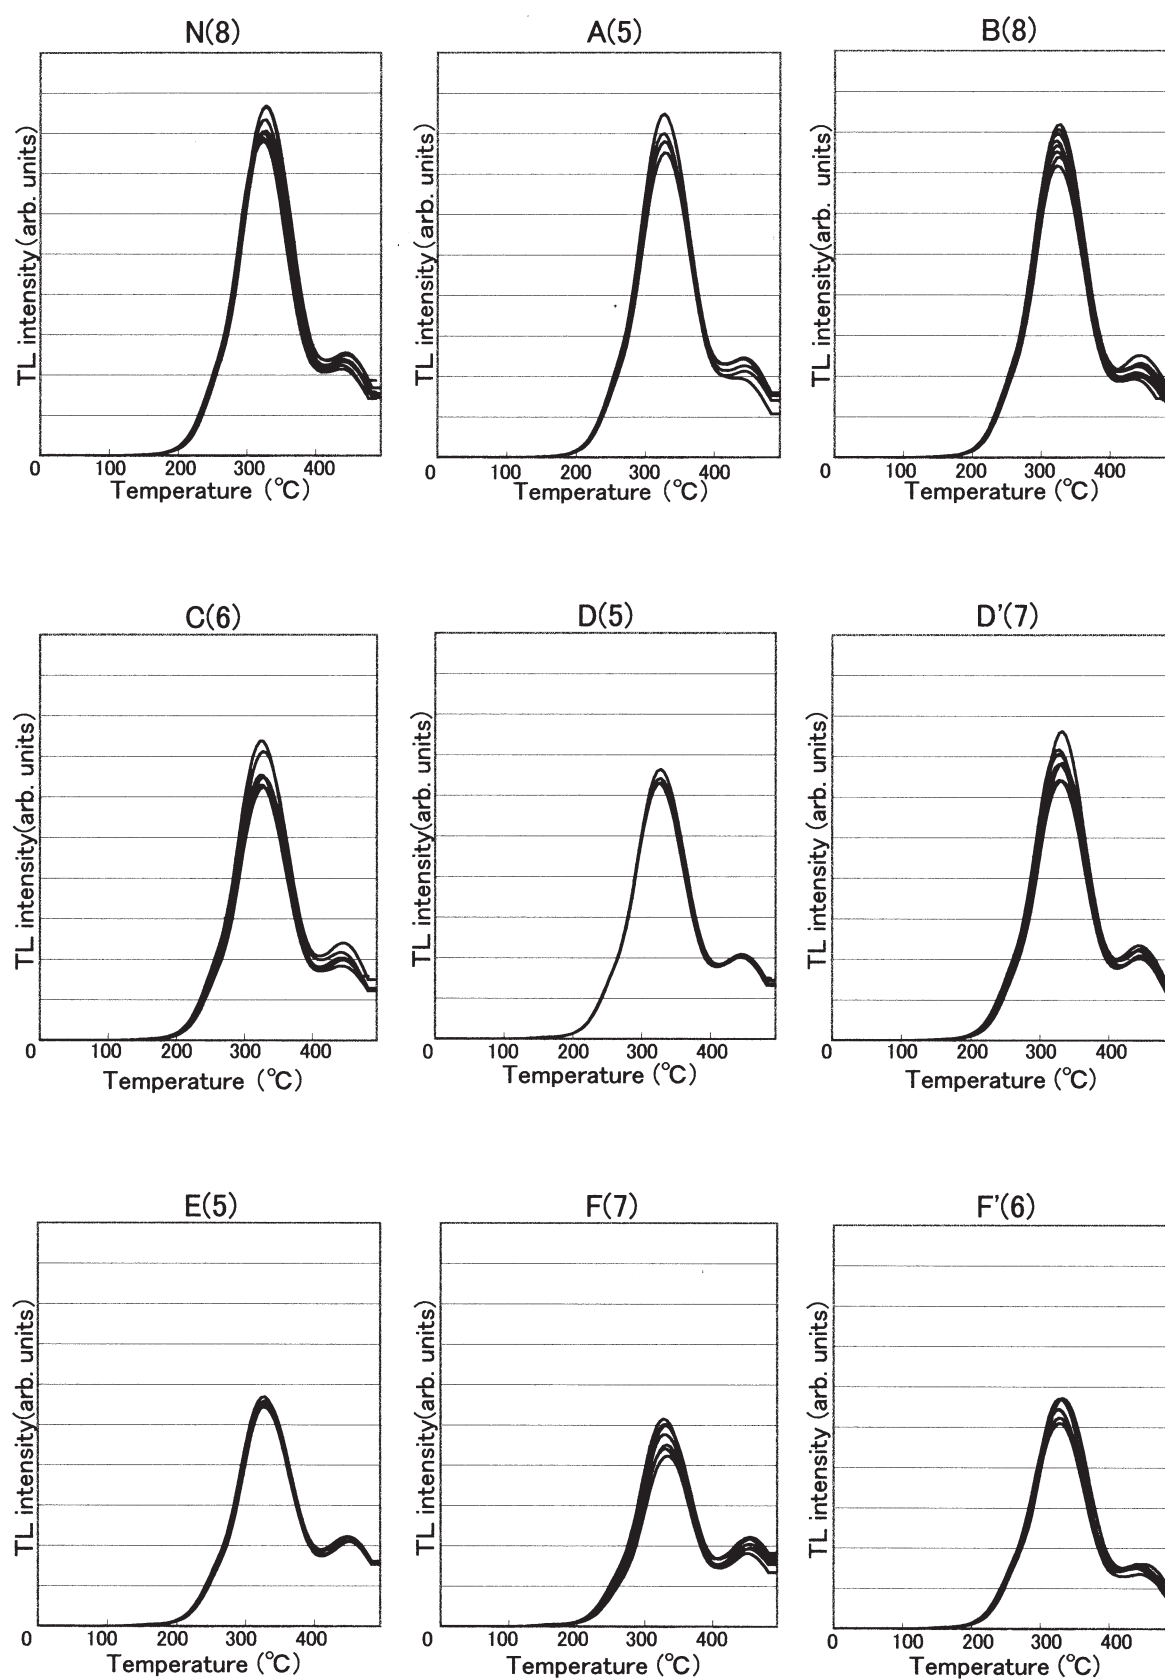 N(8)
TL intensity(arb. units)
0 100 200 300 400
Temperature (℃)
A(5)
TL intensity(arb. units)
0 100 200 300 400
Temperature (℃)
B(8)
TL intensity(arb. units)
0 100 200 300 400
Temperature (℃)
C(6)
TL intensity(arb. units)
0 100 200 300 400
Temperature (℃)
D(5)
TL intensity(arb. units)
0 100 200 300 400
Temperature (℃)
D'(7)
TL intensity (arb. units)
0 100 200 300 400
Temperature (℃)
E(5)
TL intensity(arb. units)
0 100 200 300 400
Temperature (℃)
F(7)
TL intensity(arb. units)
0 100 200 300 400
Temperature (℃)
F'(6)
TL intensity (arb. units)
0 100 200 300 400
Temperature (℃)